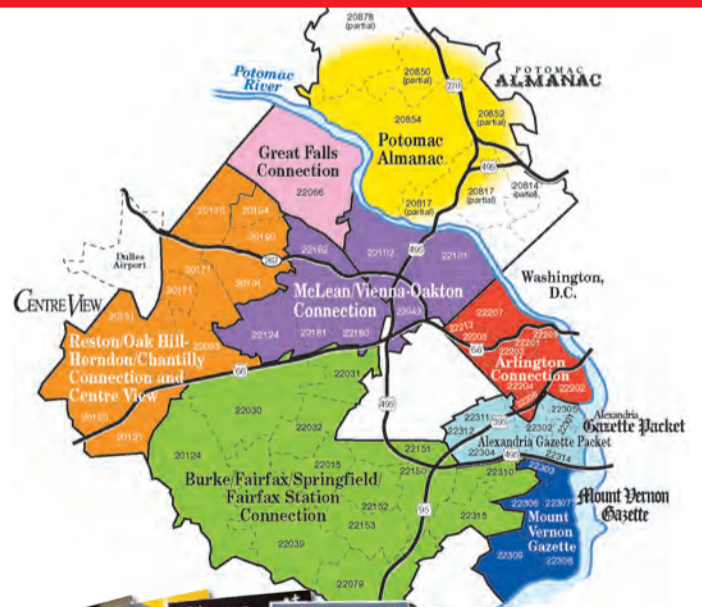 20878
(partial)
20850
(partial)
270
POTOMAC
ALMANAC
Potomac
River
20852
(partial)
20854
Potomac
Almanac
Great Falls
Connection
495
20817
(partial)
20814
(partial)
22066
20817
(partial)
20170
20194
20190
22182
22102
495
22101
Dulles
Airport
267
20171
20191
20171
McLean/Vienna-Oakton
Connection
Washington,
D.C.
CENTRE VIEW
20151
22124
22181
22180
22043
22207
22213
22205
22201
22209
22203
66
Reston/Oak Hill-
Herndon/Chantilly
Connection and
Centre View
22033
Arlington
Connection
22204
22202
66
22031
20120
20121
495
22030
22032
22311
395
22305
22312
22302
22301
Alexandria
Gazette Packet
Alexandria Gazette Packet
22304
495
22314
20124
22015
22151
22150
22310
22303
Burke/Fairfax/Springfield/
Fairfax Station
Connection
22152
22153
95
22315
22306
22307
Mount Vernon
Gazette
Mount
Vernon
Gazette
22039
22309
22308
22079